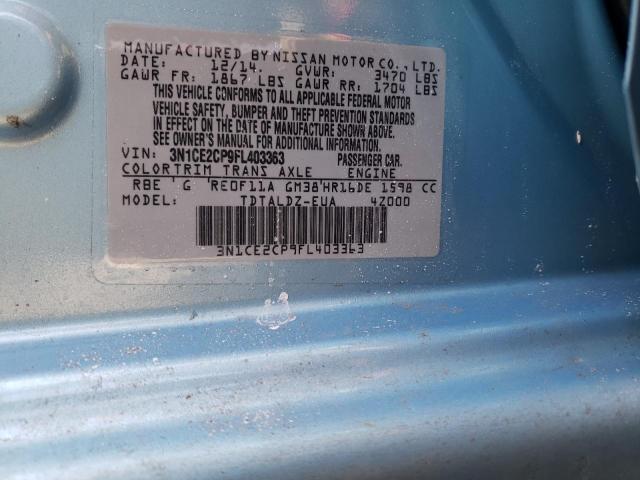 MANUFACTURED BY NISSAN MOTOR CO., LTD.
DATE: 12/14. GVWR: 3470 LBS
GAWR FR: 1867 LBS GAWR RR: 1704 LBS
THIS VEHICLE CONFORMS TO ALL APPLICABLE FEDERAL MOTOR
VEHICLE SAFETY, BUMPER AND THEFT PREVENTION STANDARDS
IN EFFECT ON THE DATE OF MANUFACTURE SHOWN ABOVE.
SEE OWNER'S MANUAL FOR ADDITIONAL INFORMATION.
VIN: 3N1CE2CP9FL403363 PASSENGER CAR.
COLOR TRIM TRANS AXLE ENGINE
RBE ' G 'RE0F11A GM38'HR16DE 1598 CC
MODEL: TDTALDZ-EUA 4Z000
3N1CE2CP9FL403363